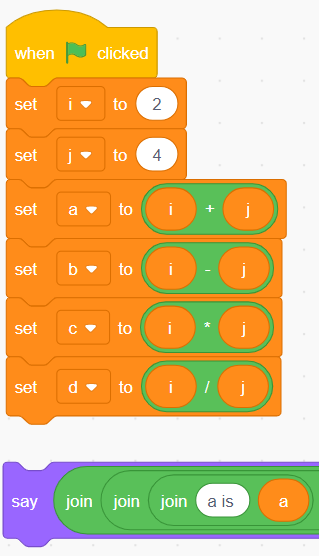 when clicked
set i to 2
set j to 4
set a to i + j
set b to i - j
set c to i * j
set d to i / j
say join join join a is a